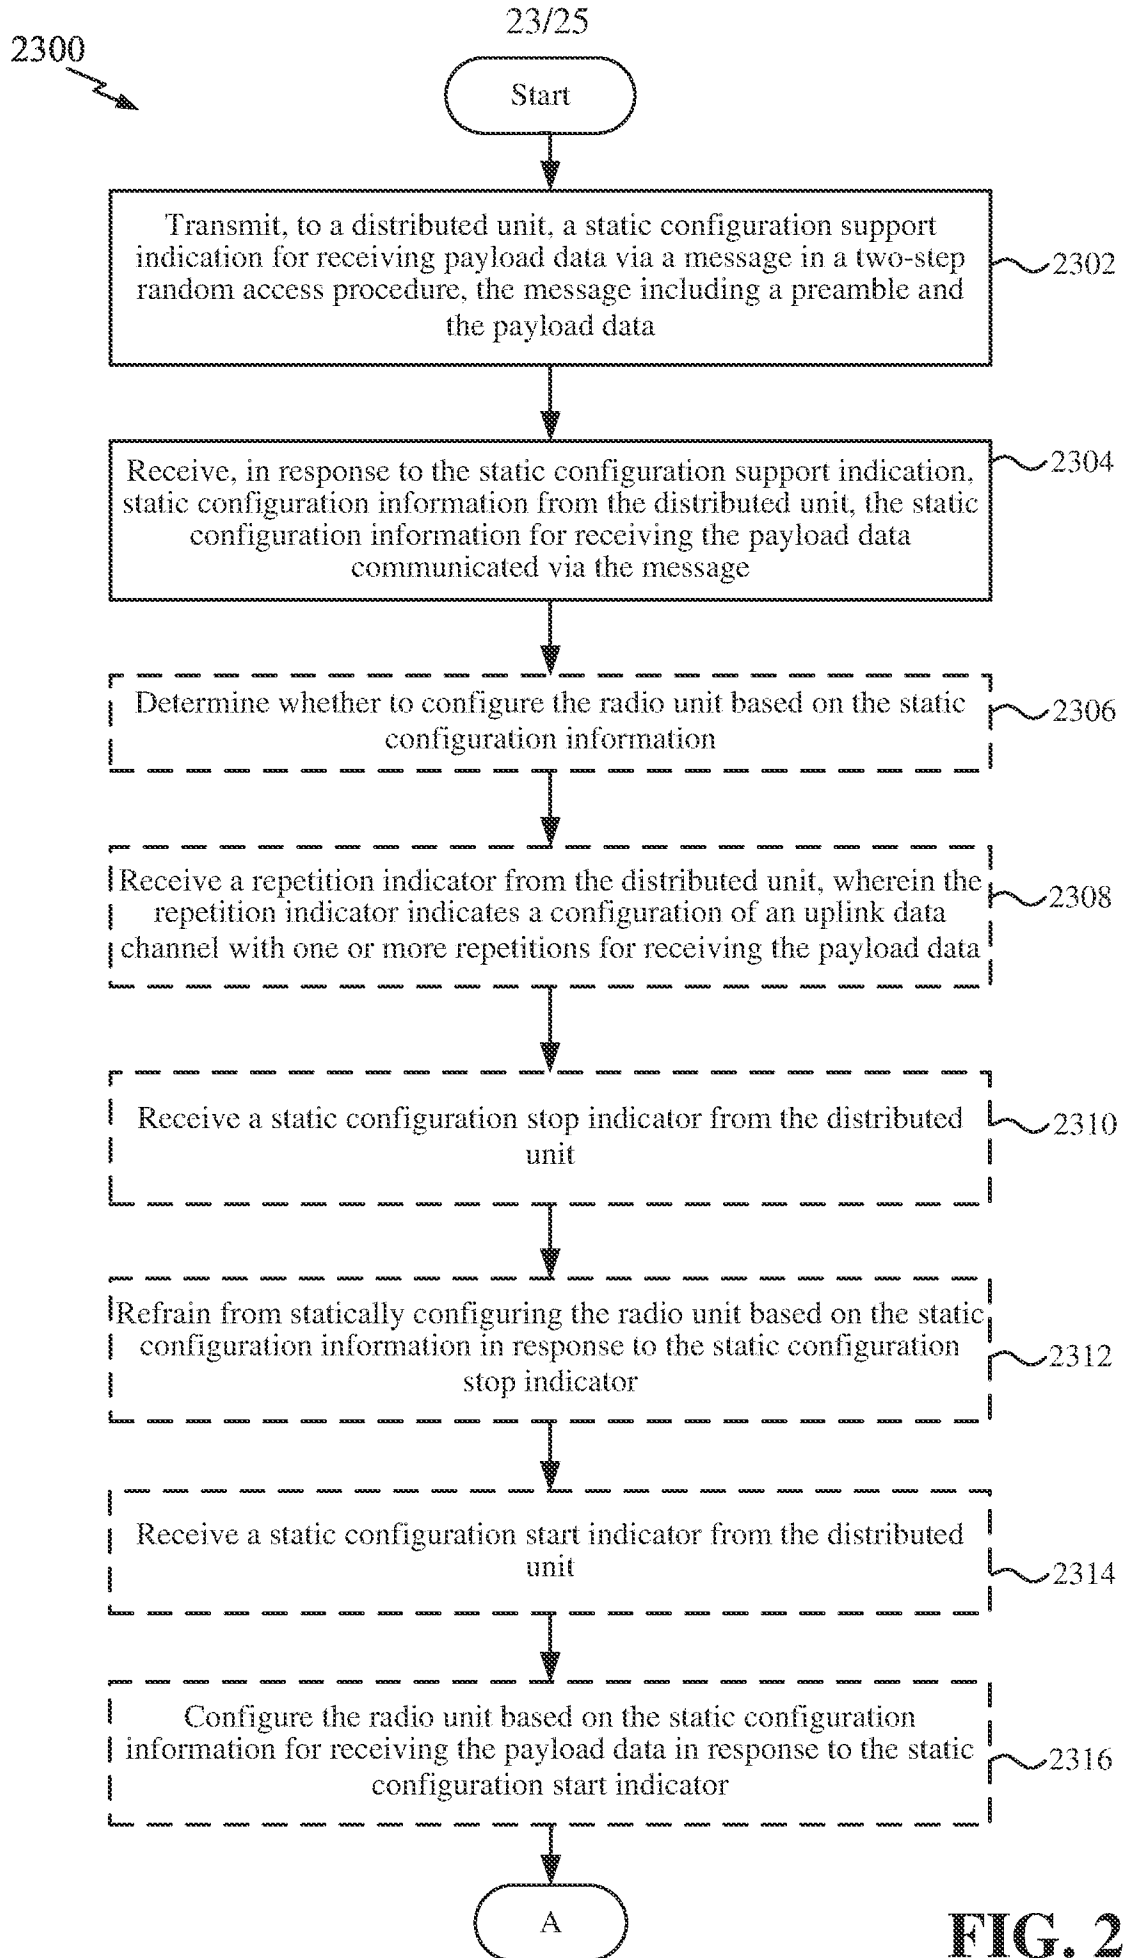 23/25
2300
Start
Transmit, to a distributed unit, a static configuration support
indication for receiving payload data via a message in a two-step
random access procedure, the message including a preamble and
the payload data
2302
Receive, in response to the static configuration support indication,
static configuration information from the distributed unit, the static
configuration information for receiving the payload data
communicated via the message
2304
Determine whether to configure the radio unit based on the static
configuration information
2306
Receive a repetition indicator from the distributed unit, wherein the
repetition indicator indicates a configuration of an uplink data
channel with one or more repetitions for receiving the payload data
2308
Receive a static configuration stop indicator from the distributed
unit
2310
Refrain from statically configuring the radio unit based on the static
configuration information in response to the static configuration
stop indicator
2312
Receive a static configuration start indicator from the distributed
unit
2314
Configure the radio unit based on the static configuration
information for receiving the payload data in response to the static
configuration start indicator
2316
A
FIG. 2